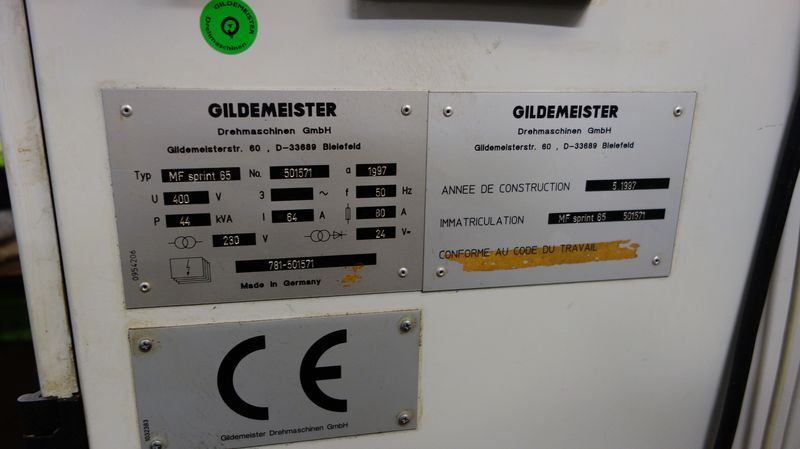 GILDEMEISTER
Drehmaschinen
GILDEMEISTER
Drehmaschinen GmbH
Gildemeisterstr. 60 , D-33689 Bielefeld
Typ MF sprint 65 No. 501571 a 1997
U 400 V 3 ~ f 50 Hz
P 44 kVA I 64 A 80 A
230 V 24 V=
781-501571
Made in Germany
0954206
GILDEMEISTER
Drehmaschinen GmbH
Gildemeisterstr. 60 , D-33689 Bielefeld
ANNEE DE CONSTRUCTION 5.1997
IMMATRICULATION MF sprint 65 501571
CONFORME AU CODE DU TRAVAIL
CE
Gildemeister Drehmaschinen GmbH
1032363